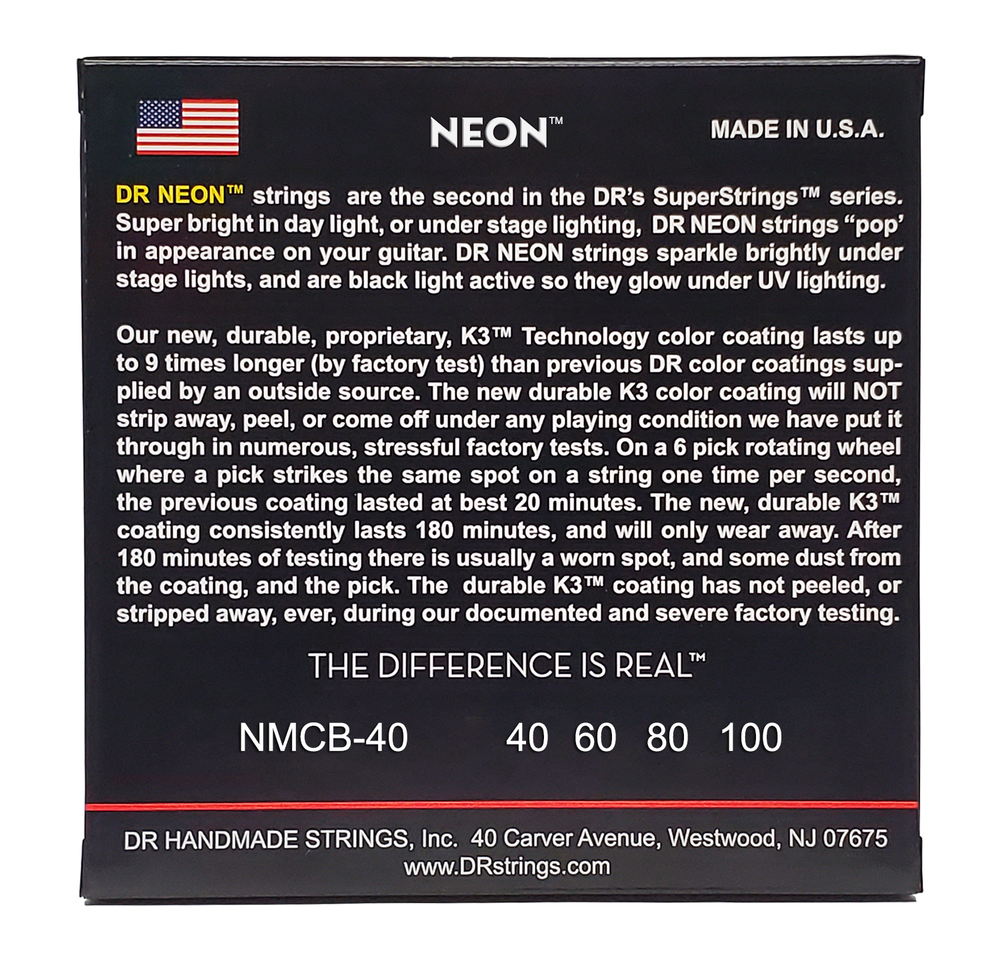 NEON™
MADE IN U.S.A.
DR NEON™ strings are the second in the DR's SuperStrings™ series.
Super bright in day light, or under stage lighting, DR NEON strings “pop’
in appearance on your guitar. DR NEON strings sparkle brightly under
stage lights, and are black light active so they glow under UV lighting.
Our new, durable, proprietary, K3™ Technology color coating lasts up
to 9 times longer (by factory test) than previous DR color coatings sup-
plied by an outside source. The new durable K3 color coating will NOT
strip away, peel, or come off under any playing condition we have put it
through in numerous, stressful factory tests. On a 6 pick rotating wheel
where a pick strikes the same spot on a string one time per second,
the previous coating lasted at best 20 minutes. The new, durable K3™
coating consistently lasts 180 minutes, and will only wear away. After
180 minutes of testing there is usually a worn spot, and some dust from
the coating, and the pick. The durable K3™ coating has not peeled, or
stripped away, ever, during our documented and severe factory testing.
THE DIFFERENCE IS REAL™
NMCB-40 40 60 80 100
DR HANDMADE STRINGS, Inc. 40 Carver Avenue, Westwood, NJ 07675
www.DRstrings.com